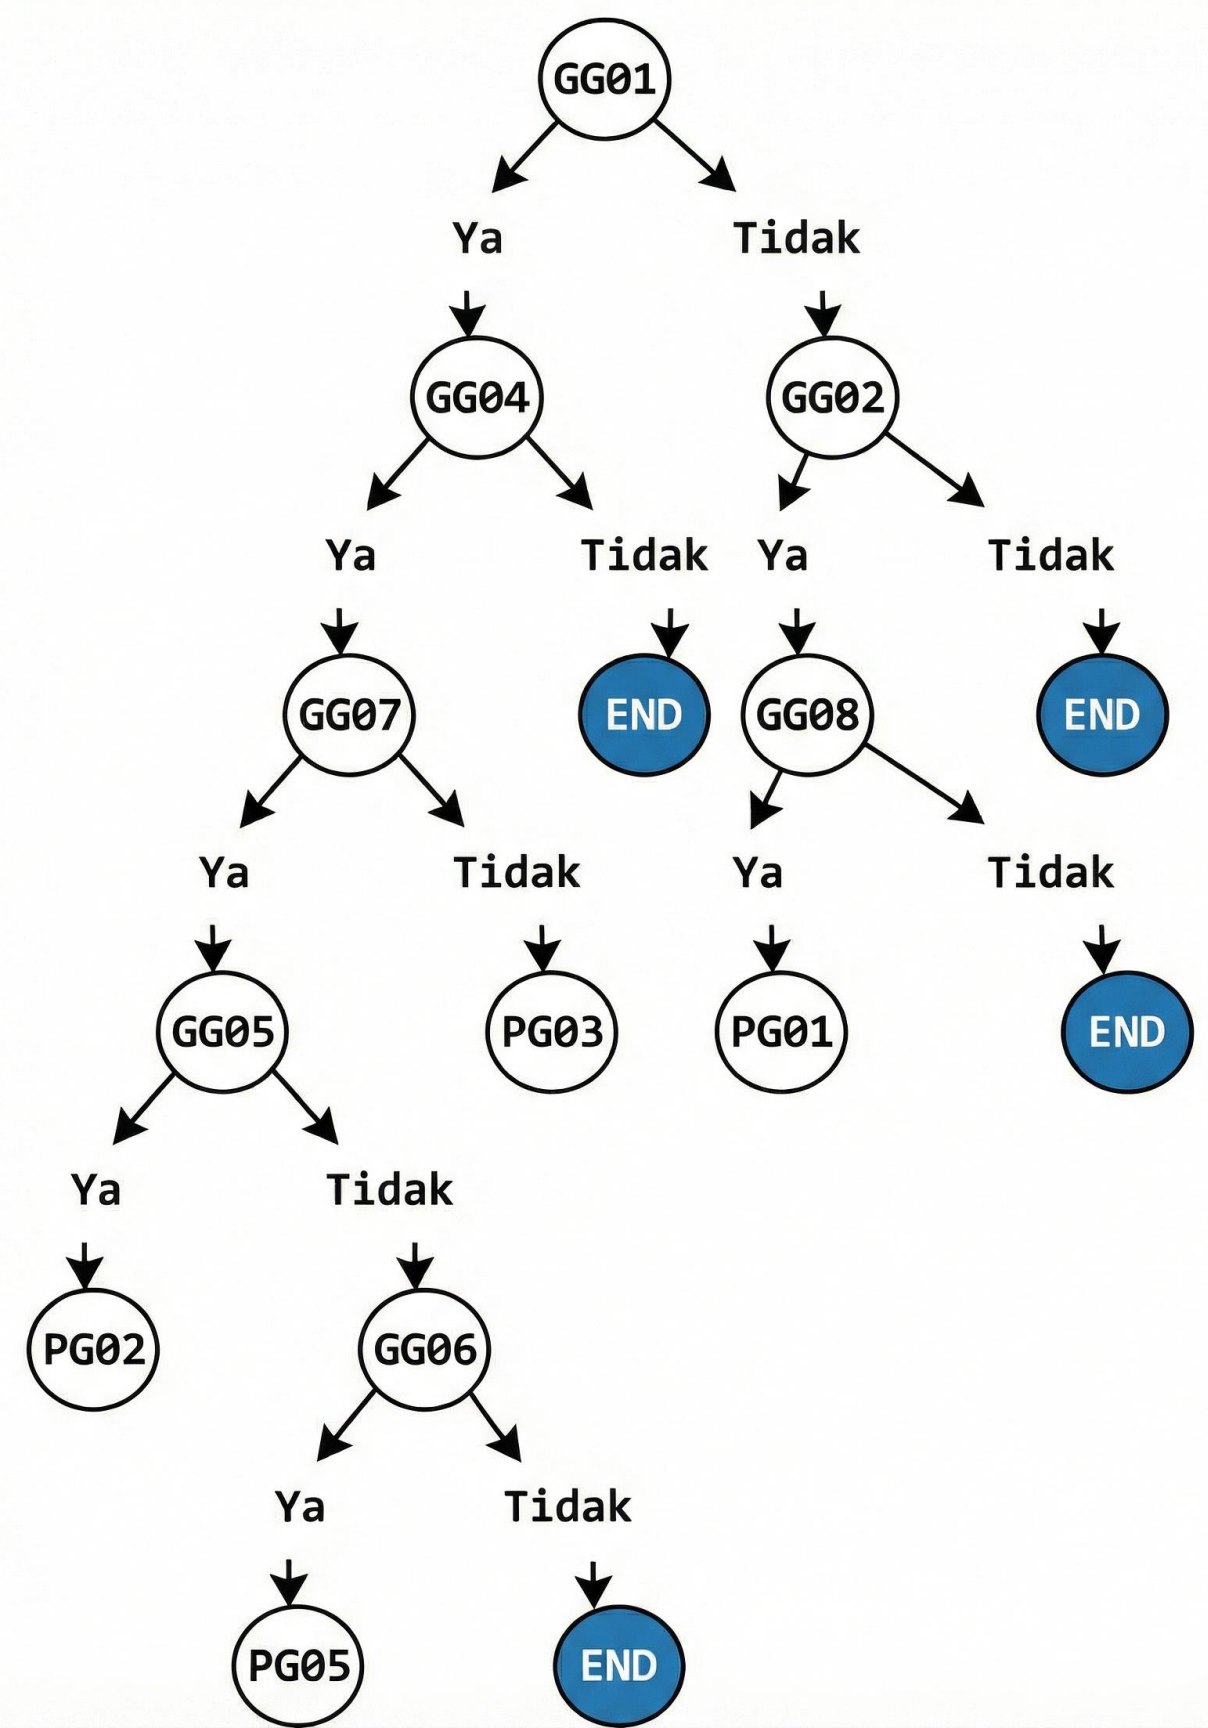 GG01
Ya Tidak
GG04 GG02
Ya Tidak Ya Tidak
GG07 END GG08 END
Ya Tidak Ya Tidak
GG05 PG03 PG01 END
Ya Tidak
PG02 GG06
Ya Tidak
PG05 END